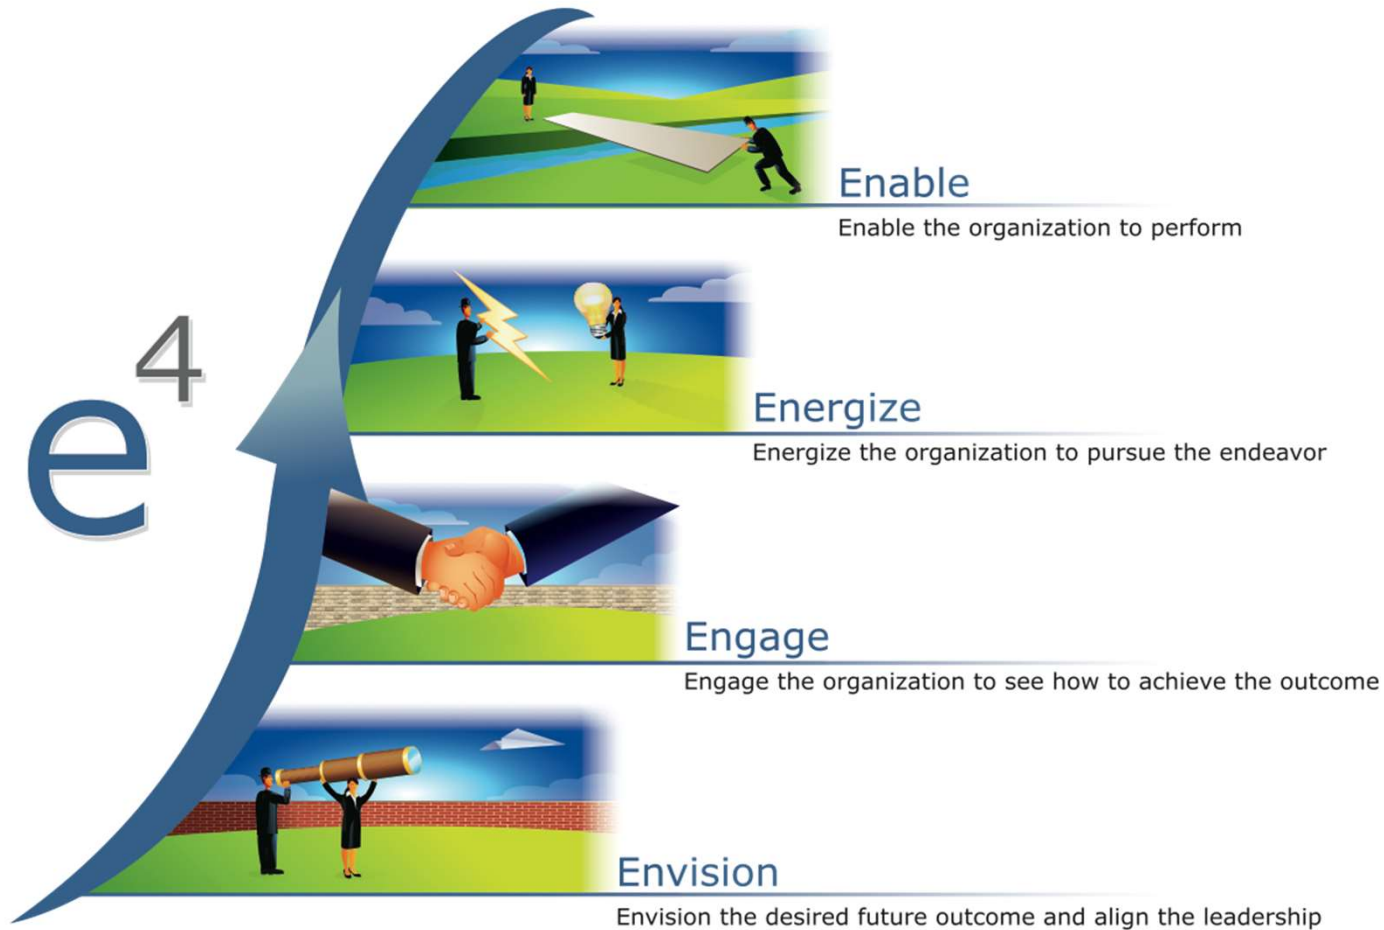 e4
Enable
Enable the organization to perform
Energize
Energize the organization to pursue the endeavor
Engage
Engage the organization to see how to achieve the outcome
Envision
Envision the desired future outcome and align the leadership